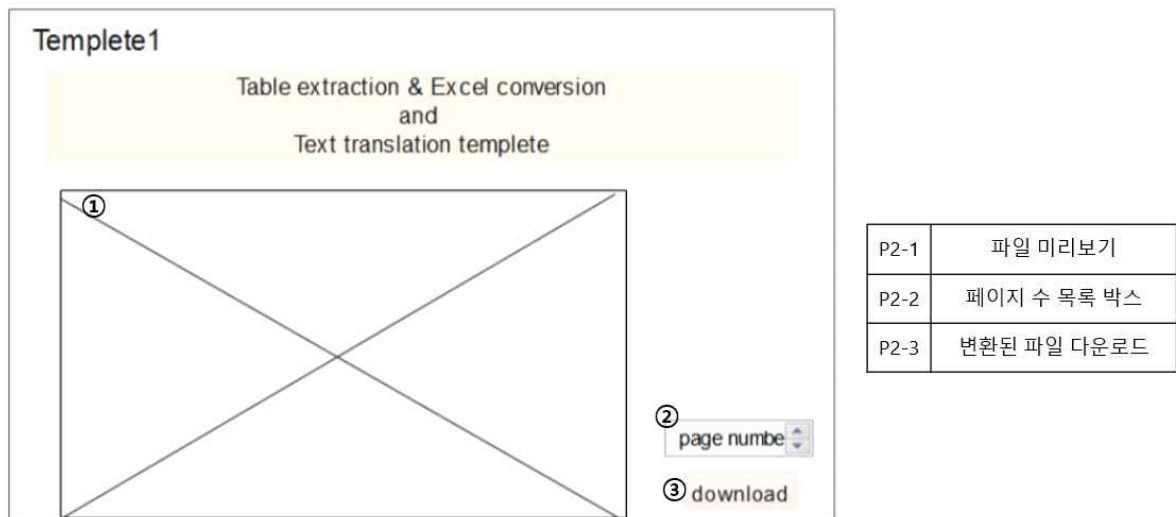 Templete1
Table extraction & Excel conversion
and
Text translation templete
①
②
page numbe
③ download
P2-1 파일 미리보기
P2-2 페이지 수 목록 박스
P2-3 변환된 파일 다운로드